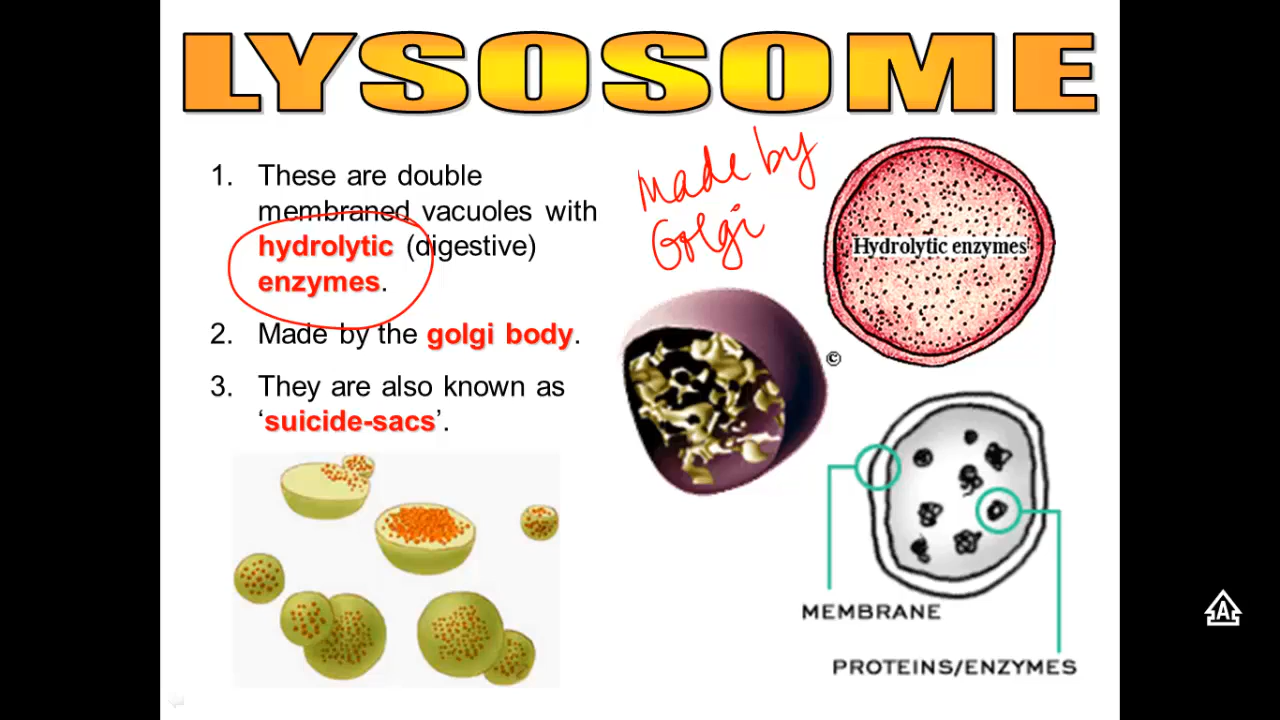 LYSOSOME
1. These are double
membraned vacuoles with
hydrolytic (digestive)
enzymes.
2. Made by the golgi body.
3. They are also known as
‘suicide-sacs’.
Made by
Golgi
Hydrolytic enzymes
©
MEMBRANE
PROTEINS/ENZYMES
A